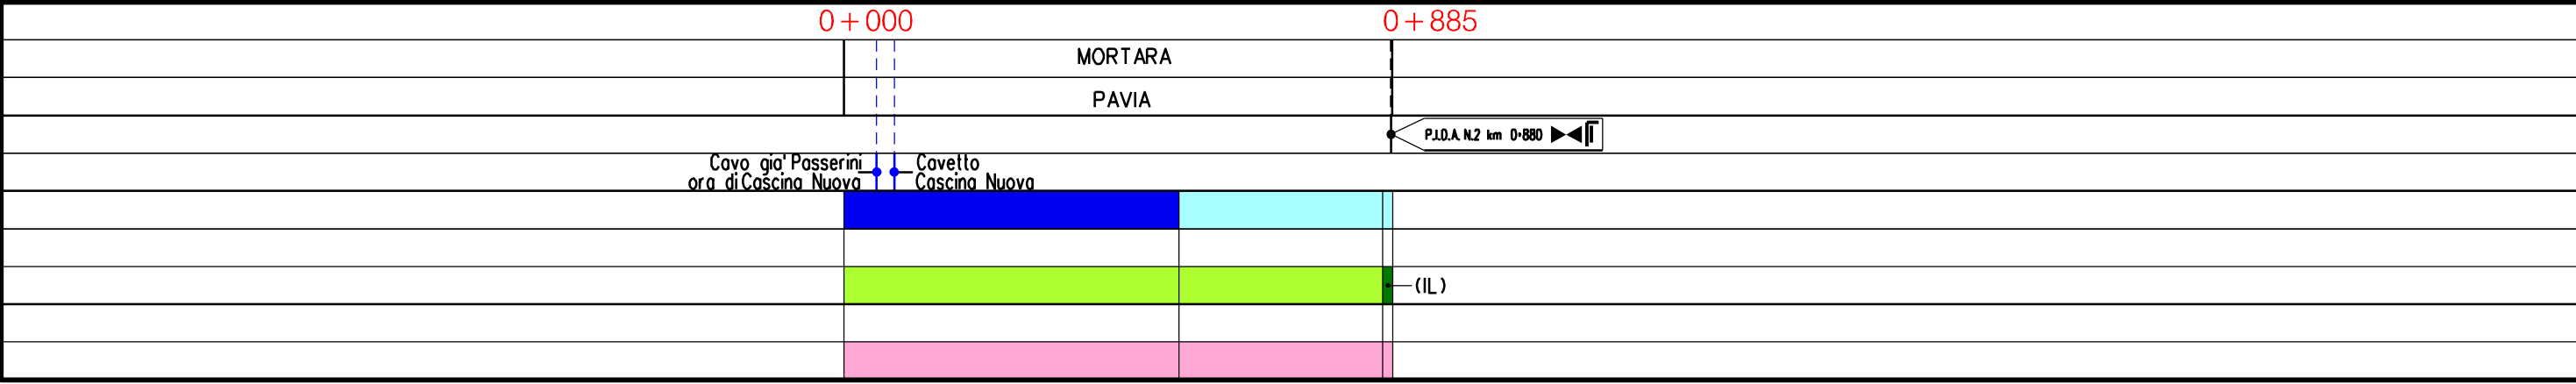 0+000 0+885
MORTARA
PAVIA
P.I.D.A. N.2 km 0+880
Cavo gia' Passerini
ora di Cascina Nuova
Cavetto
Cascina Nuova
(IL)